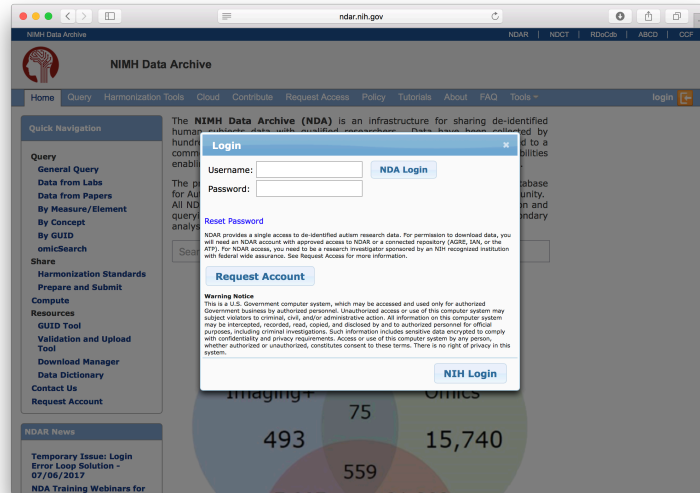 ndar.nih.gov
NIMH Data Archive
NDAR | NDCT | RDoCdb | ABCD | CCF
NIMH Data Archive
Home Query Harmonization Tools Cloud Contribute Request Access Policy Tutorials About FAQ Tools
login
Quick Navigation
Query
General Query
Data from Labs
Data from Papers
By Measure/Element
By Concept
By GUID
omicSearch
Share
Harmonization Standards
Prepare and Submit
Compute
Resources
GUID Tool
Validation and Upload
Tool
Download Manager
Data Dictionary
Contact Us
Request Account
NDAR News
Temporary Issue: Login
Error Loop Solution -
07/06/2017
NDA Training Webinars for
The NIMH Data Archive (NDA) is an infrastructure for sharing de-identified
human subjects data with qualified researchers. Data have been collected by
Login
×
Username:
NDA Login
Password:
Reset Password
NDAR provides a single access to de-identified autism research data. For permission to download data, you
will need an NDAR account with approved access to NDAR or a connected repository (AGRE, IAN, or the
ATP). For NDAR access, you need to be a research investigator sponsored by an NIH recognized institution
with federal wide assurance. See Request Access for more information.
Request Account
Warning Notice
This is a U.S. Government computer system, which may be accessed and used only for authorized
Government business by authorized personnel. Unauthorized access or use of this computer system may
subject violators to criminal, civil, and/or administrative action. All information on this computer system
may be intercepted, recorded, read, copied, and disclosed by and to authorized personnel for official
purposes, including criminal investigations. Such information includes sensitive data encrypted to comply
with confidentiality and privacy requirements. Access or use of this computer system by any person,
whether authorized or unauthorized, constitutes consent to these terms. There is no right of privacy in this
system.
NIH Login
Imaging+
Omics
75
493
15,740
559